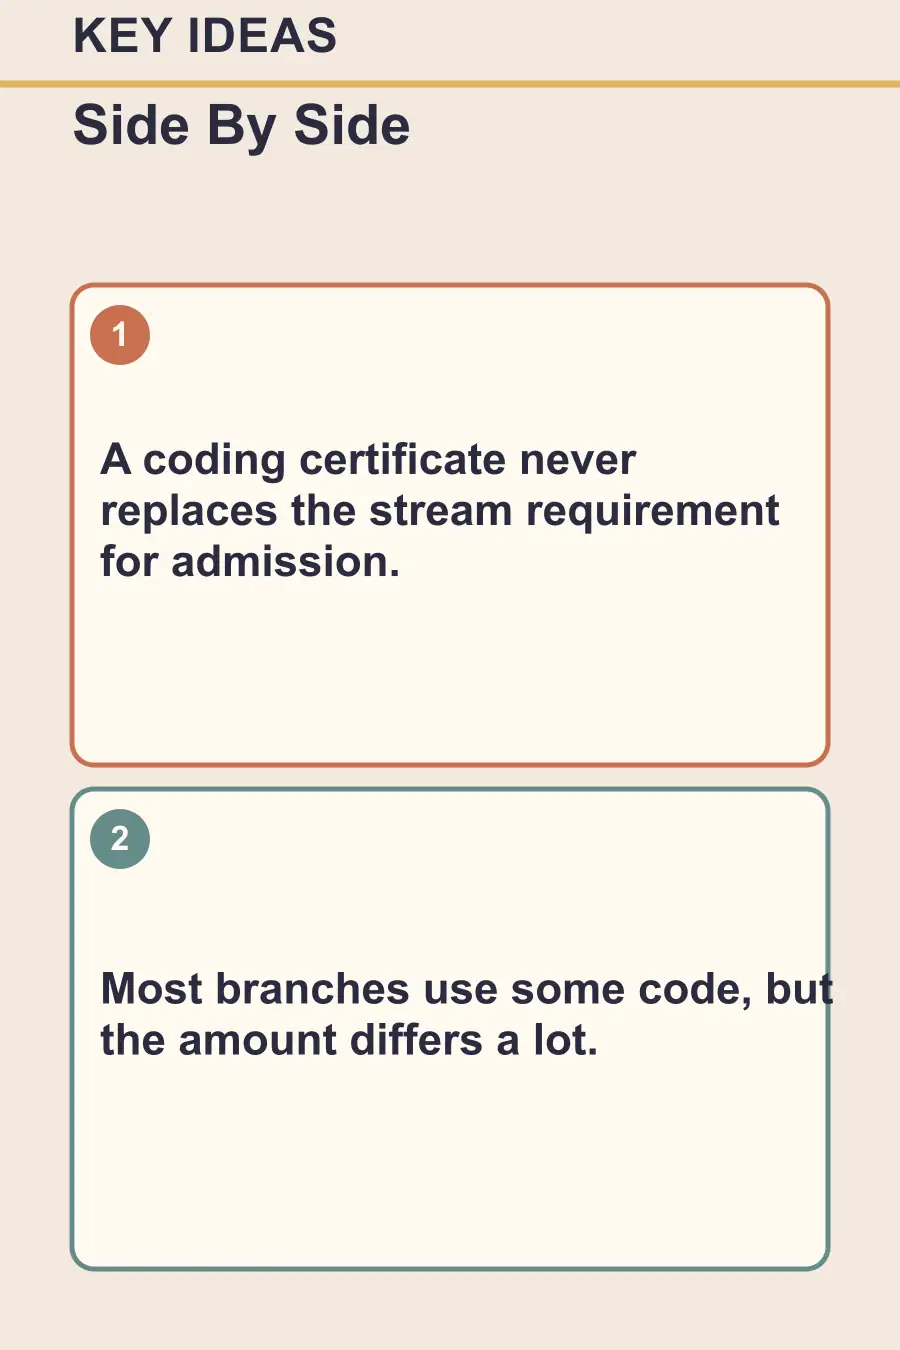 KEY IDEAS
Side By Side
1
A coding certificate never
replaces the stream requirement
for admission.
2
Most branches use some code, but
the amount differs a lot.